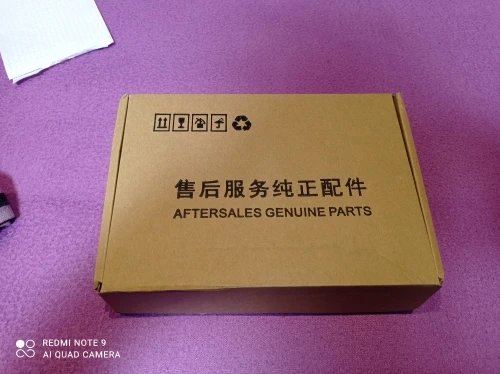 售后服务纯正配件
AFTERSALES GENUINE PARTS
REDMI NOTE 9
AI QUAD CAMERA